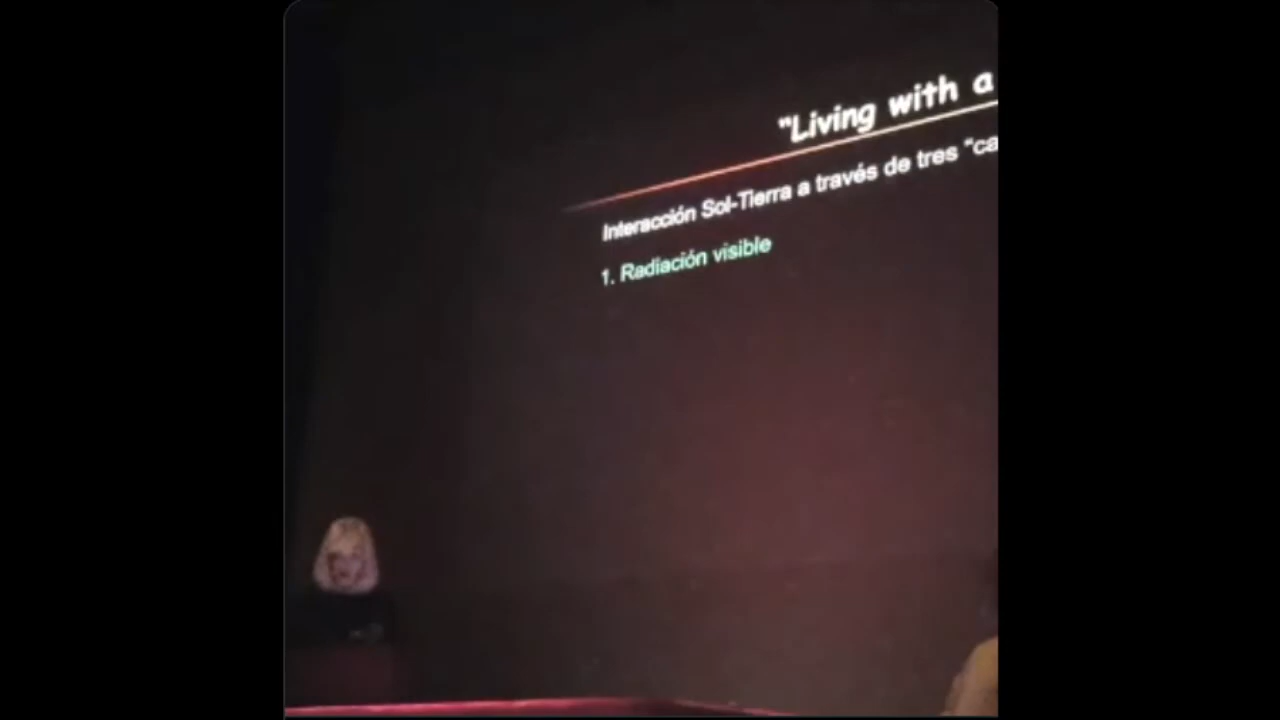 "Living with a
Interacción Sol-Tierra a través de tres "ca
1. Radiación visible